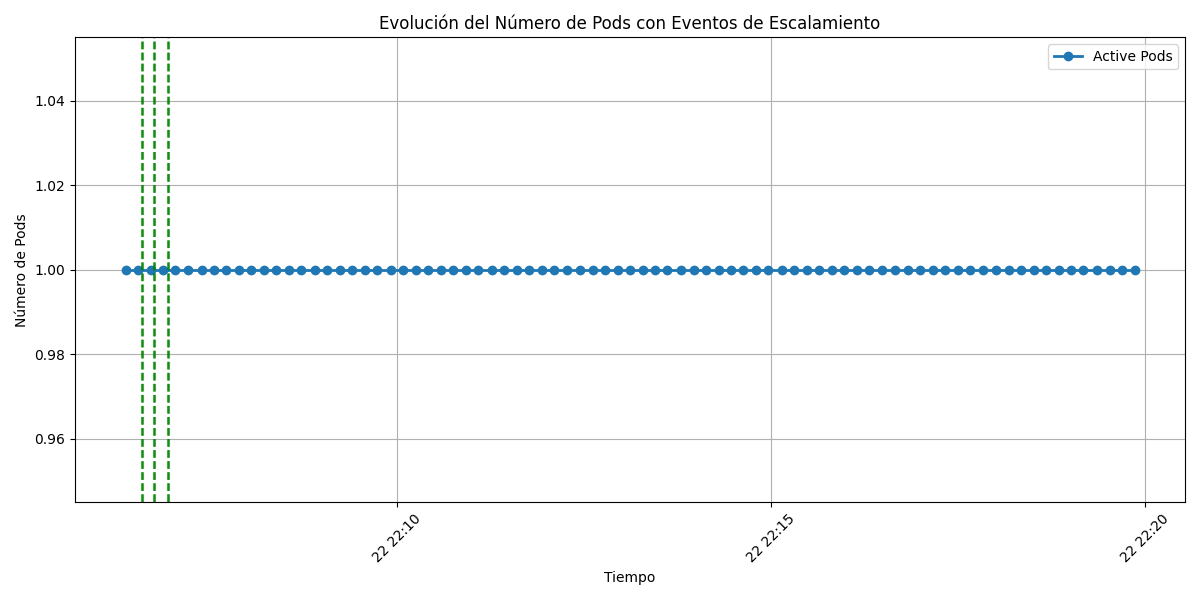 Evolución del Número de Pods con Eventos de Escalamiento
Active Pods
1.04
1.02
1.00
0.98
0.96
Número de Pods
22 22:10
22 22:15
22 22:20
Tiempo